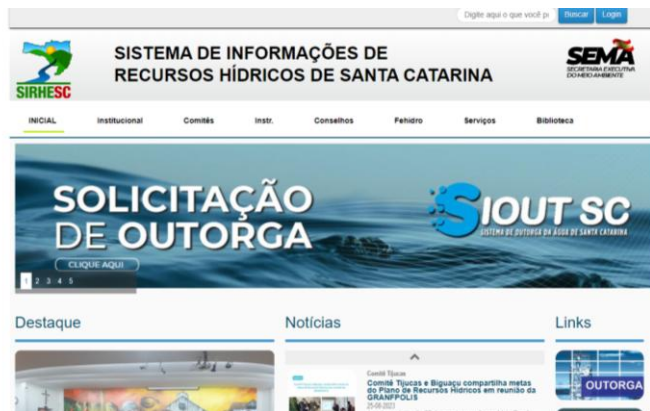 Digite aqui o que você p
Buscar
Login
SIRHESC
SISTEMA DE INFORMAÇÕES DE
RECURSOS HÍDRICOS DE SANTA CATARINA
SEMA
SECRETARIA EXECUTIVA
DO MEIO AMBIENTE
INICIAL
Institucional
Comitês
Instr.
Conselhos
Fehidro
Serviços
Biblioteca
SOLICITAÇÃO
DE OUTORGA
CLIQUE AQUI
SIOUT SC
SISTEMA DE OUTORGA DA ÁGUA DE SANTA CATARINA
1 2 3 4 5
Destaque
Notícias
Links
Comitê Tijucas
Comitê Tijucas e Biguaçu compartilha metas
do Plano de Recursos Hídricos em reunião da
GRANFPOLIS
25-08-2023
OUTORGA